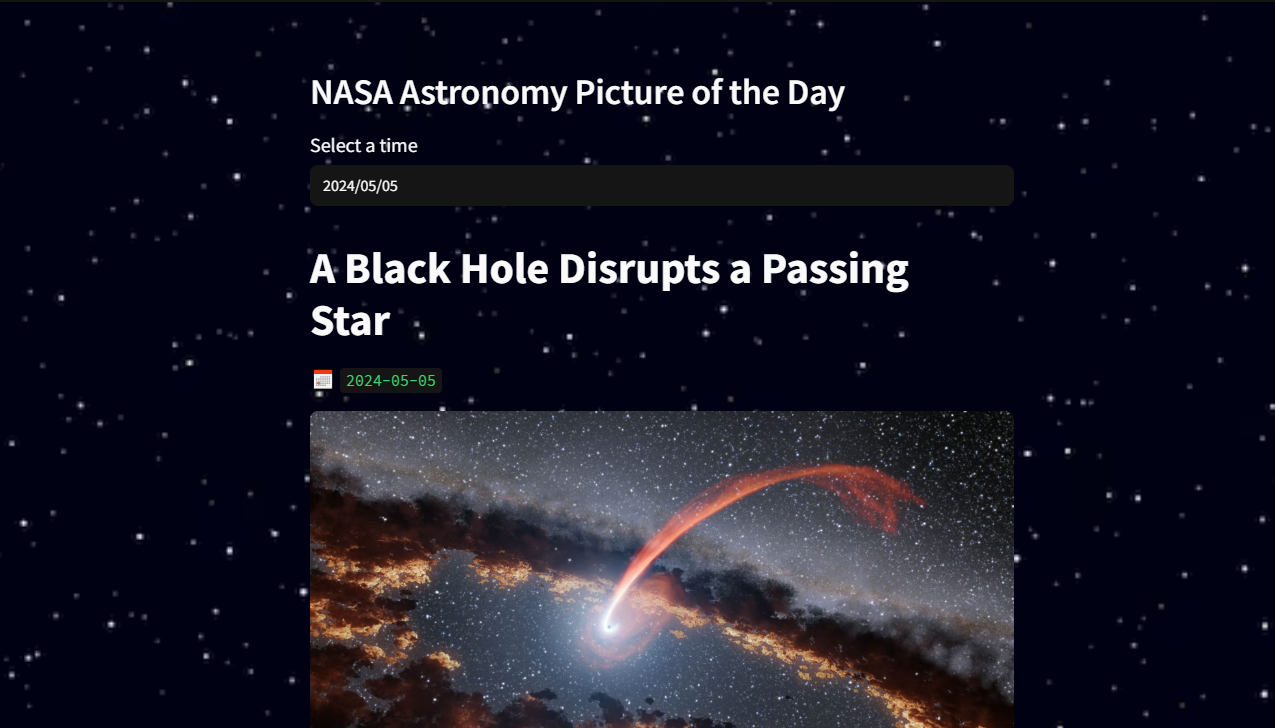 NASA Astronomy Picture of the Day
Select a time
2024/05/05
A Black Hole Disrupts a Passing
Star
2024-05-05